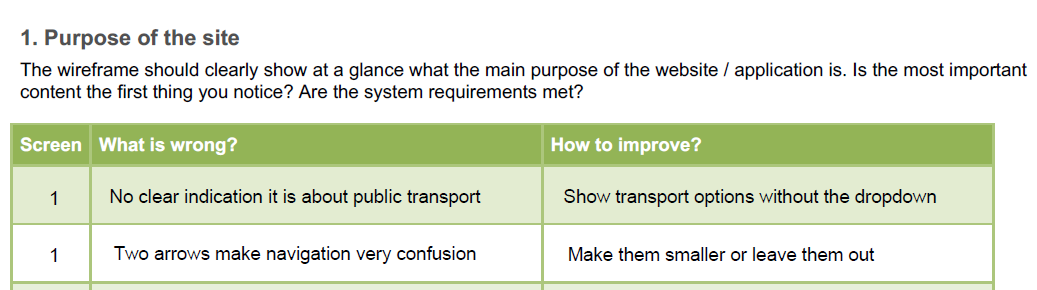 1. Purpose of the site
The wireframe should clearly show at a glance what the main purpose of the website / application is. Is the most important
content the first thing you notice? Are the system requirements met?
Screen What is wrong? How to improve?
1 No clear indication it is about public transport Show transport options without the dropdown
1 Two arrows make navigation very confusion Make them smaller or leave them out